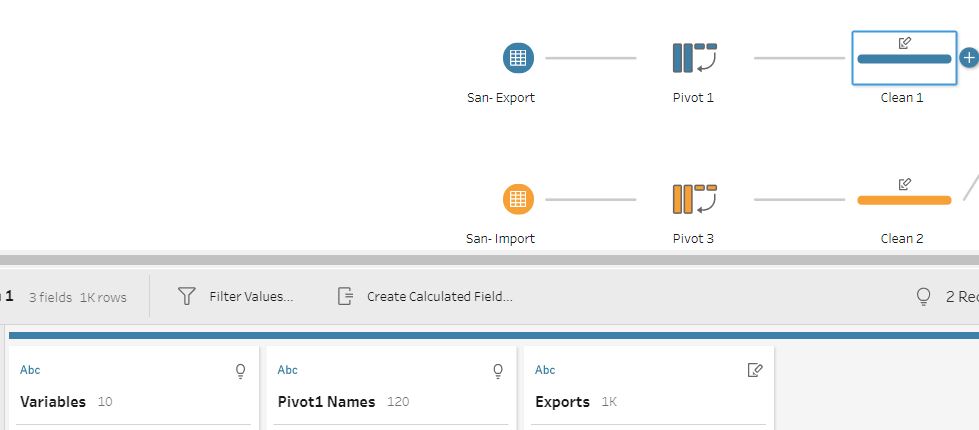 San- Export
Pivot 1
Clean 1
San- Import
Pivot 3
Clean 2
1 3 fields 1K rows
Filter Values...
Create Calculated Field...
2 Rec
Abc
Abc
Abc
Variables 10
Pivot1 Names 120
Exports 1K